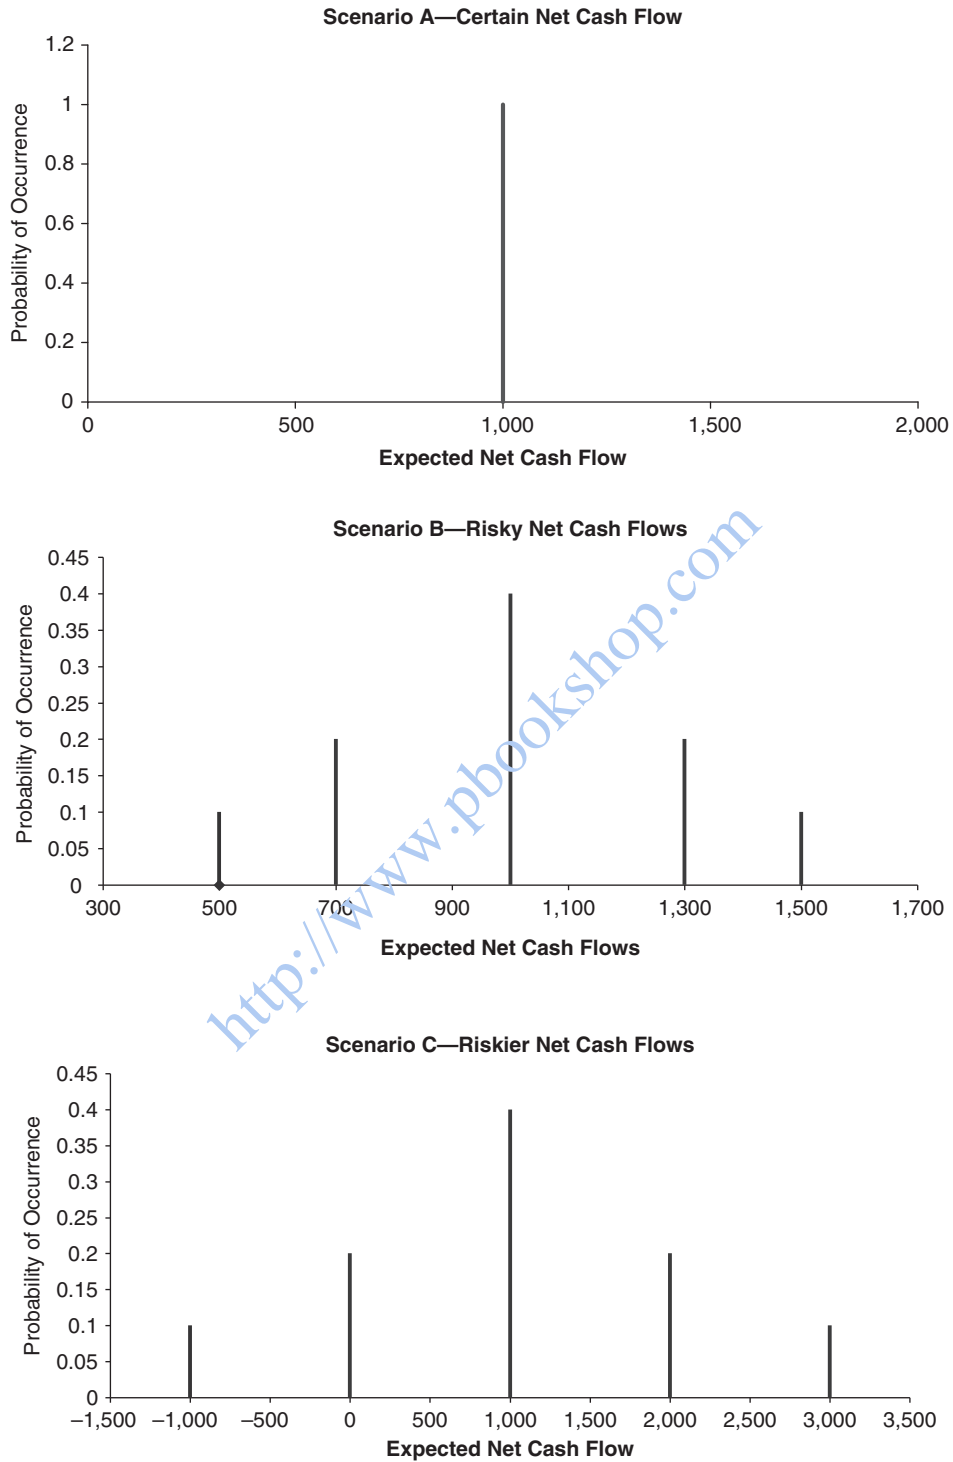 Scenario A—Certain Net Cash Flow
1.2
1
0.8
0.6
0.4
0.2
0
Probability of Occurrence
0 500 1,000 1,500 2,000
Expected Net Cash Flow
Scenario B—Risky Net Cash Flows
0.45
0.4
0.35
0.3
0.25
0.2
0.15
0.1
0.05
0
Probability of Occurrence
300 500 700 900 1,100 1,300 1,500 1,700
Expected Net Cash Flows
http://www.pbookshop.com
Scenario C—Riskier Net Cash Flows
0.45
0.4
0.35
0.3
0.25
0.2
0.15
0.1
0.05
0
Probability of Occurrence
–1,500 –1,000 –500 0 500 1,000 1,500 2,000 2,500 3,000 3,500
Expected Net Cash Flow